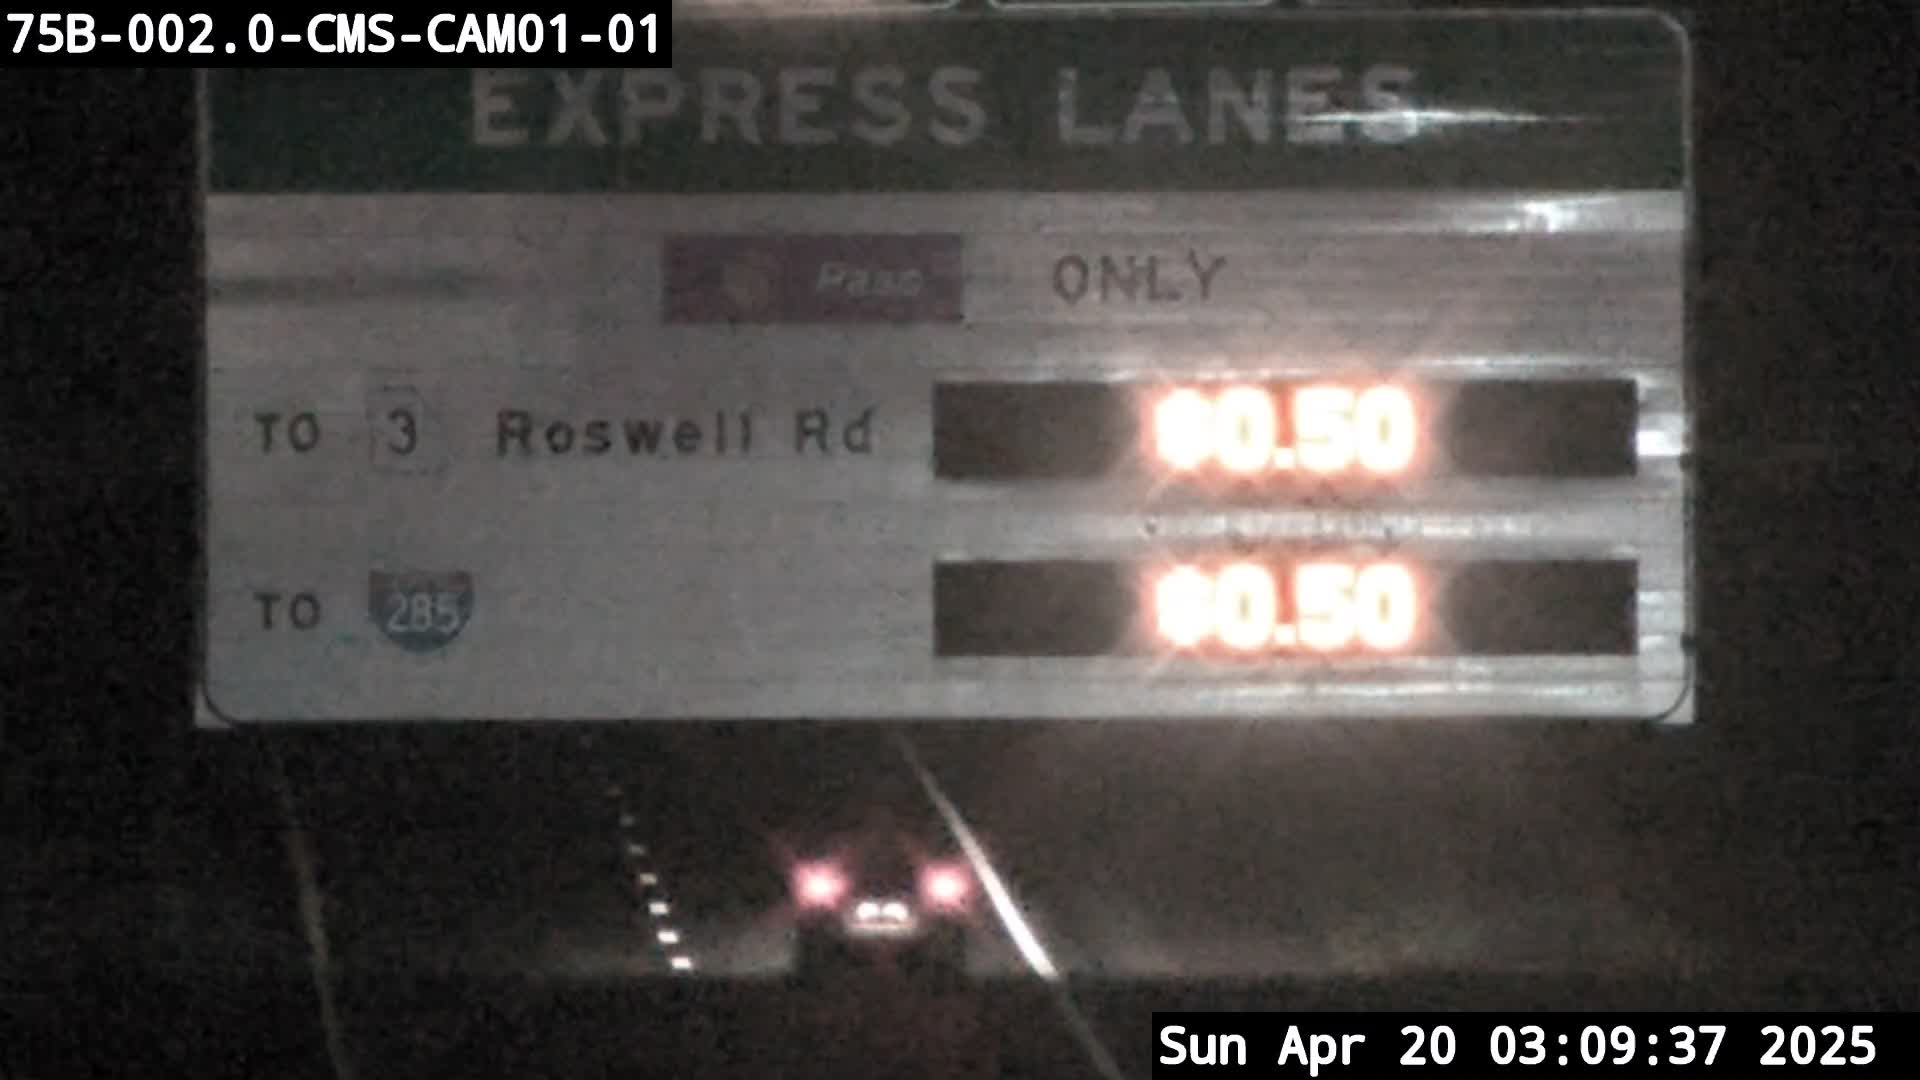 75B-002.0-CMS-CAM01-01
EXPRESS LANES
Pass ONLY
TO 3 Roswell Rd $0.50
TO 285 $0.50
Sun Apr 20 03:09:37 2025